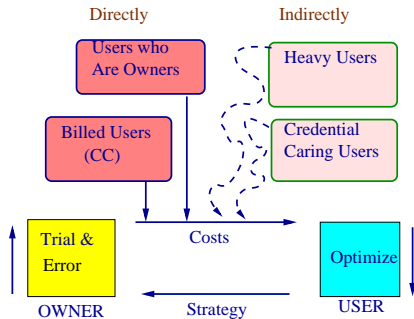 Directly
Indirectly
Users who
Are Owners
Heavy Users
Billed Users
(CC)
Credential
Caring Users
Costs
Trial &
Error
Optimize
OWNER
Strategy
USER